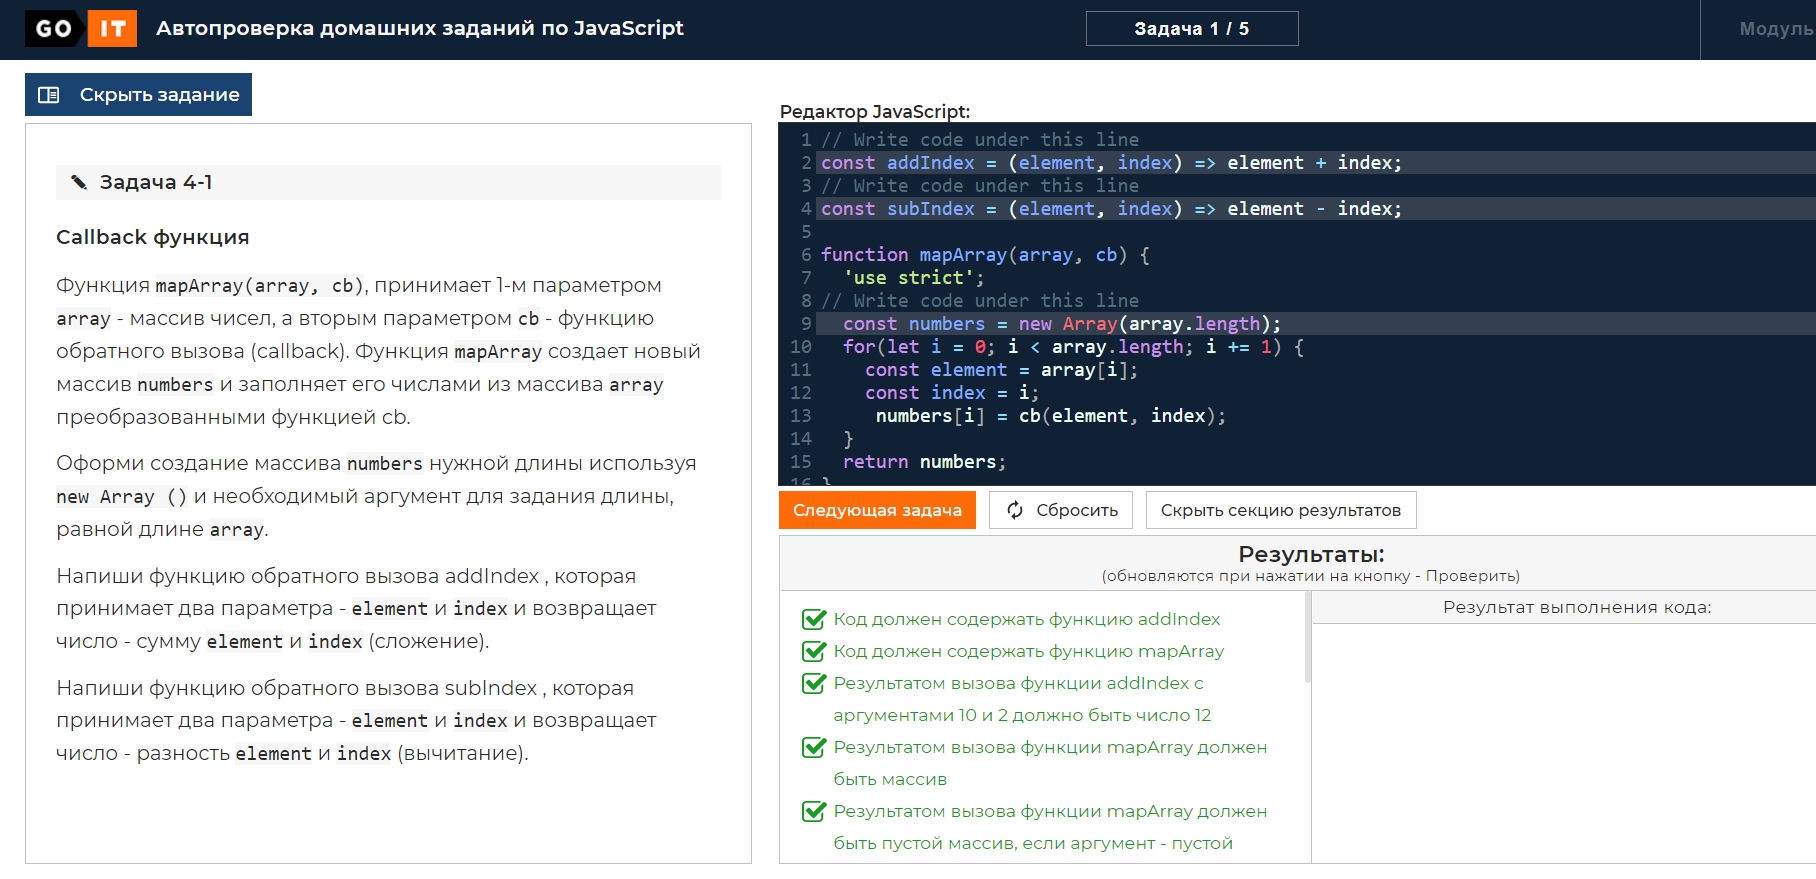 GO IT Автопроверка домашних заданий по JavaScript
Задача 1 / 5
Модуль
Скрыть задание
Задача 4-1
Callback функция
Функция mapArray(array, cb), принимает 1-м параметром
array - массив чисел, а вторым параметром cb - функцию
обратного вызова (callback). Функция mapArray создает новый
массив numbers и заполняет его числами из массива array
преобразованными функцией cb.
Оформи создание массива numbers нужной длины используя
new Array () и необходимый аргумент для задания длины,
равной длине array.
Напиши функцию обратного вызова addIndex , которая
принимает два параметра - element и index и возвращает
число - сумму element и index (сложение).
Напиши функцию обратного вызова subIndex , которая
принимает два параметра - element и index и возвращает
число - разность element и index (вычитание).
Редактор JavaScript:
1 // Write code under this line
2 const addIndex = (element, index) => element + index;
3 // Write code under this line
4 const subIndex = (element, index) => element - index;
5
6 function mapArray(array, cb) {
7 'use strict';
8 // Write code under this line
9 const numbers = new Array(array.length);
10 for(let i = 0; i < array.length; i += 1) {
11 const element = array[i];
12 const index = i;
13 numbers[i] = cb(element, index);
14 }
15 return numbers;
16 }
Следующая задача
Сбросить
Скрыть секцию результатов
Результаты:
(обновляются при нажатии на кнопку - Проверить)
Код должен содержать функцию addIndex
Код должен содержать функцию mapArray
Результатом вызова функции addIndex с
аргументами 10 и 2 должно быть число 12
Результатом вызова функции mapArray должен
быть массив
Результатом вызова функции mapArray должен
быть пустой массив, если аргумент - пустой
Результат выполнения кода: